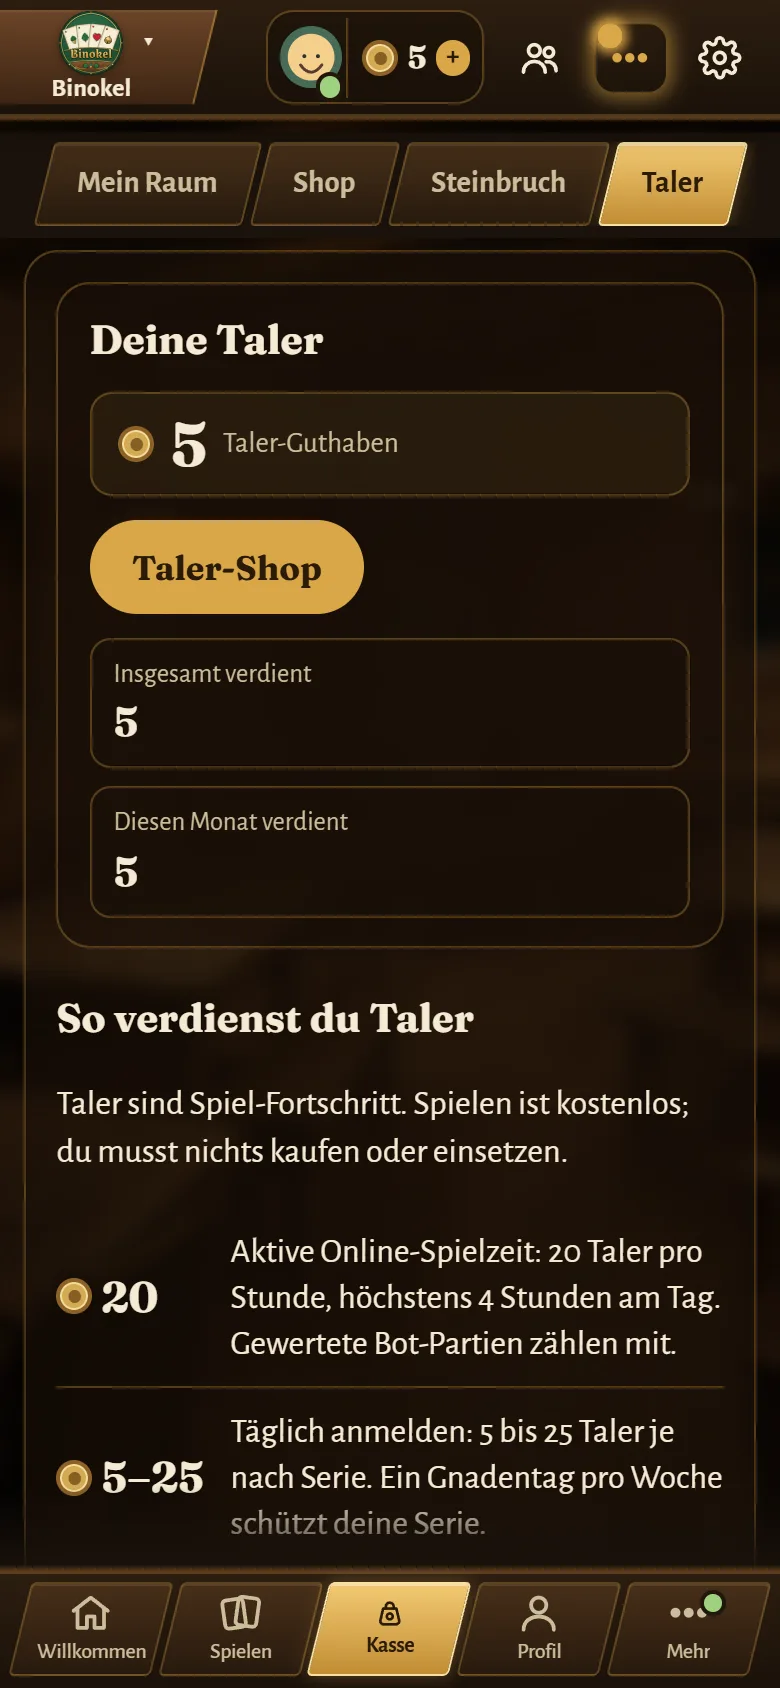 Binokel
Binokel
5
+
Mein Raum
Shop
Steinbruch
Taler
Deine Taler
5 Taler-Guthaben
Taler-Shop
Insgesamt verdient
5
Diesen Monat verdient
5
So verdienst du Taler
Taler sind Spiel-Fortschritt. Spielen ist kostenlos;
du musst nichts kaufen oder einsetzen.
20
Aktive Online-Spielzeit: 20 Taler pro
Stunde, höchstens 4 Stunden am Tag.
Gewertete Bot-Partien zählen mit.
5–25
Täglich anmelden: 5 bis 25 Taler je
nach Serie. Ein Gnadentag pro Woche
schützt deine Serie.
Willkommen
Spielen
Kasse
Profil
Mehr